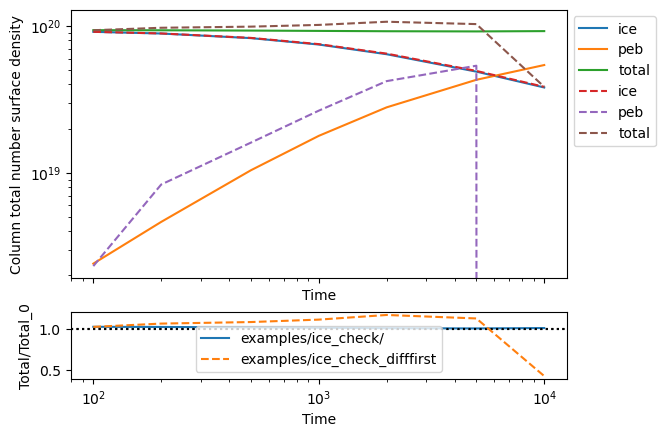 Column total number surface density
10^20
10^19
Time
ice
peb
total
ice
peb
total
Total/Total_0
1.0
0.5
examples/ice_check/
examples/ice_check_difffirst
10^2
10^3
10^4
Time